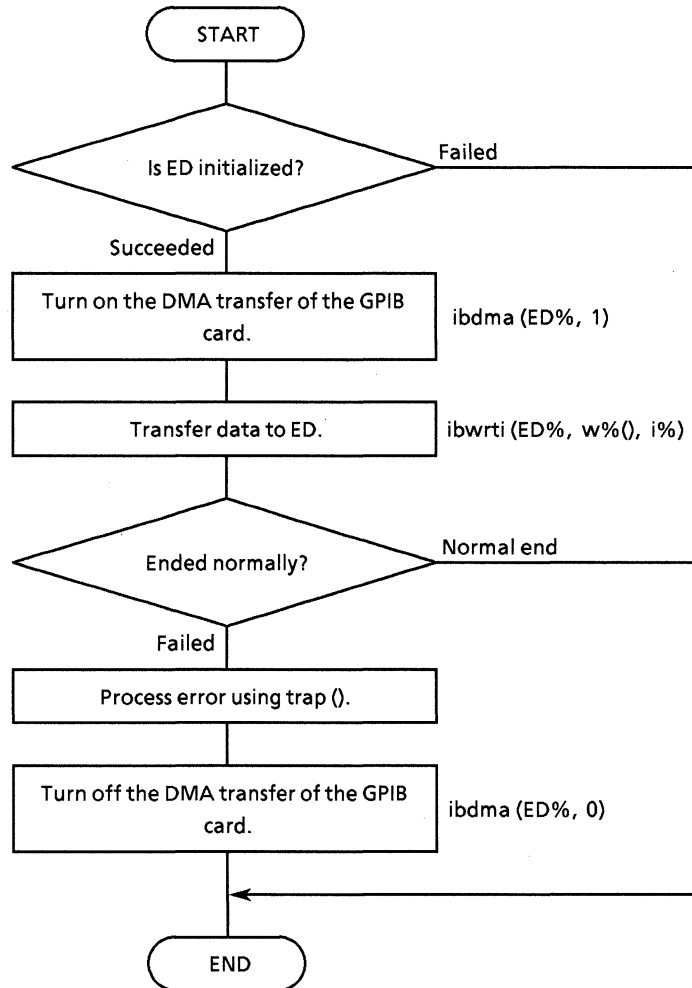 START
Is ED initialized?
Failed
Succeeded
Turn on the DMA transfer of the GPIB
card.
ibdma (ED%, 1)
Transfer data to ED.
ibwrti (ED%, w%(), i%)
Ended normally?
Normal end
Failed
Process error using trap ().
Turn off the DMA transfer of the GPIB
card.
ibdma (ED%, 0)
END